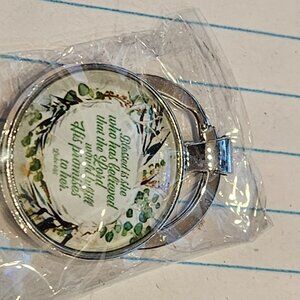 Blessed is she
who has believed
that the Lord
would fulfill
His promises
to her.